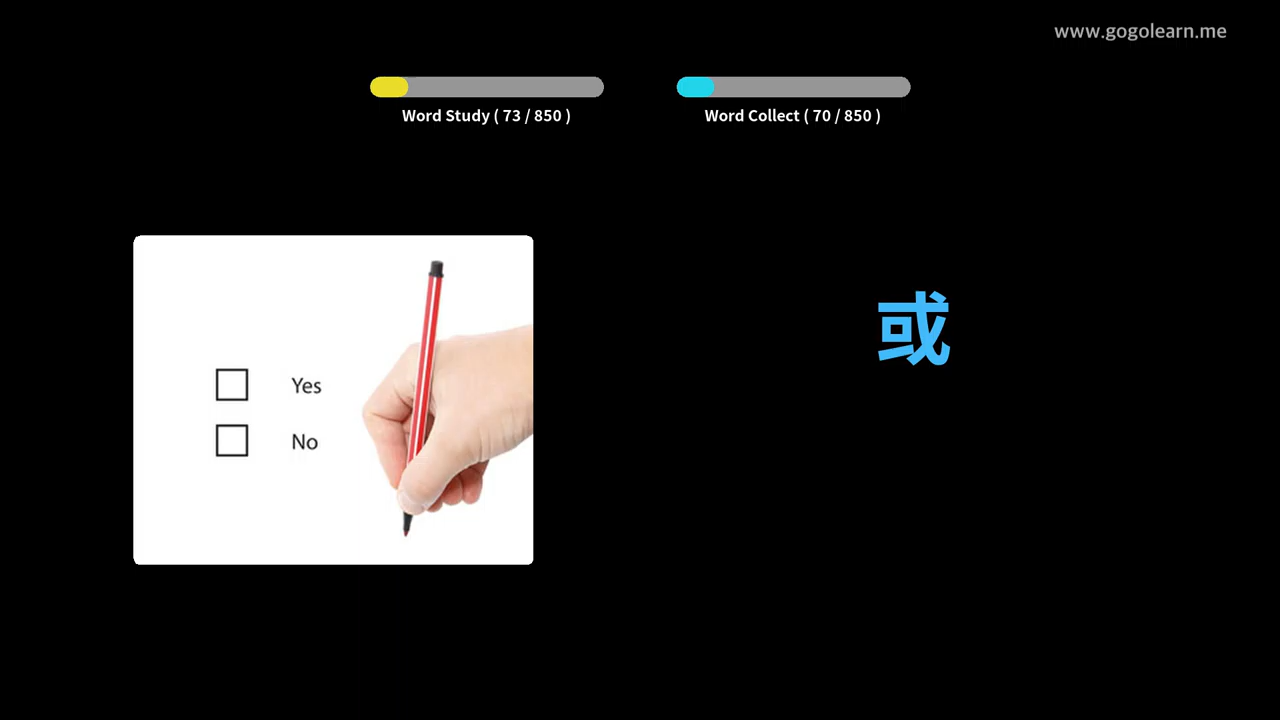 www.gogolearn.me
Word Study ( 73 / 850 )
Word Collect ( 70 / 850 )
或
Yes
No